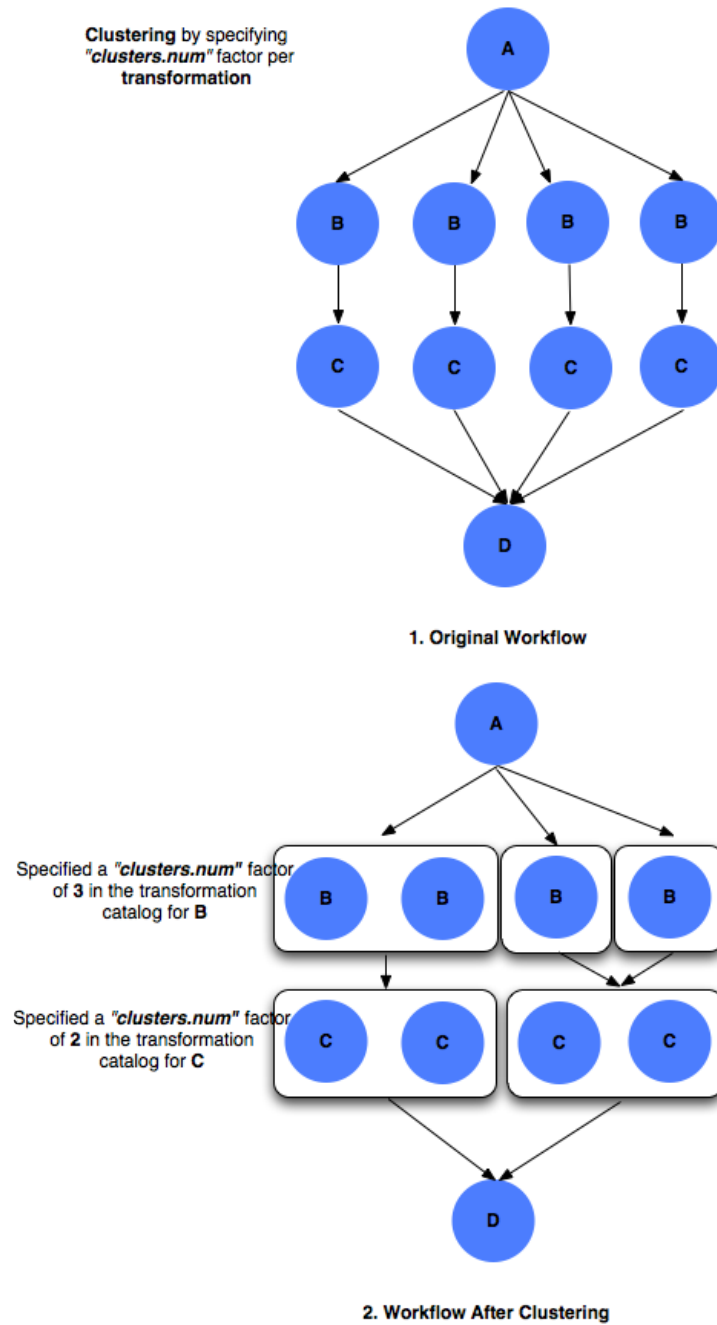 Clustering by specifying
"clusters.num" factor per
transformation
A
B B B B
C C C C
D
1. Original Workflow
A
Specified a "clusters.num" factor
of 3 in the transformation
catalog for B
B B B B
Specified a "clusters.num" factor
of 2 in the transformation
catalog for C
C C C C
D
2. Workflow After Clustering